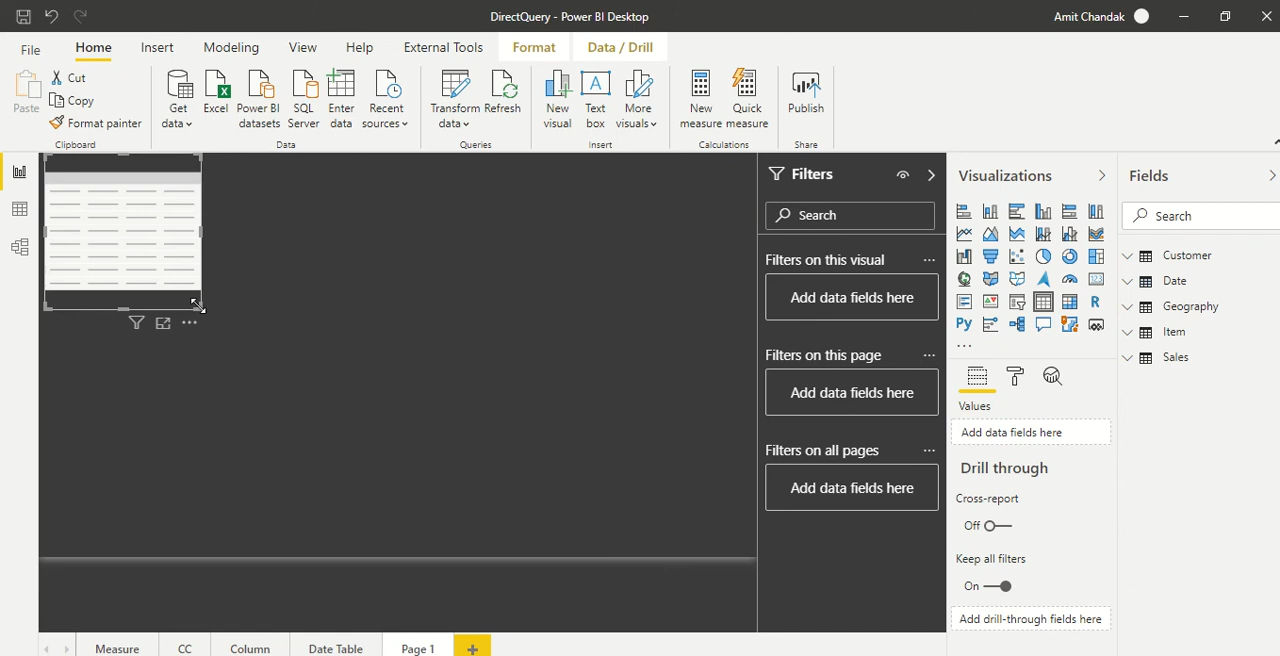 DirectQuery - Power BI Desktop
Amit Chandak
File Home Insert Modeling View Help External Tools Format Data / Drill
Paste
Cut
Copy
Format painter
Clipboard
Get data
Excel
Power BI datasets
SQL Server
Enter data
Recent sources
Data
Transform data
Refresh
Queries
New visual
A
Text box
More visuals
Insert
New measure
Quick measure
Calculations
Publish
Share
Filters
Search
Filters on this visual ...
Add data fields here
Filters on this page ...
Add data fields here
Filters on all pages ...
Add data fields here
Visualizations
R
Py
...
Values
Add data fields here
Drill through
Cross-report
Off
Keep all filters
On
Add drill-through fields here
Fields
Search
Customer
Date
Geography
Item
Sales
Measure CC Column Date Table Page 1 +